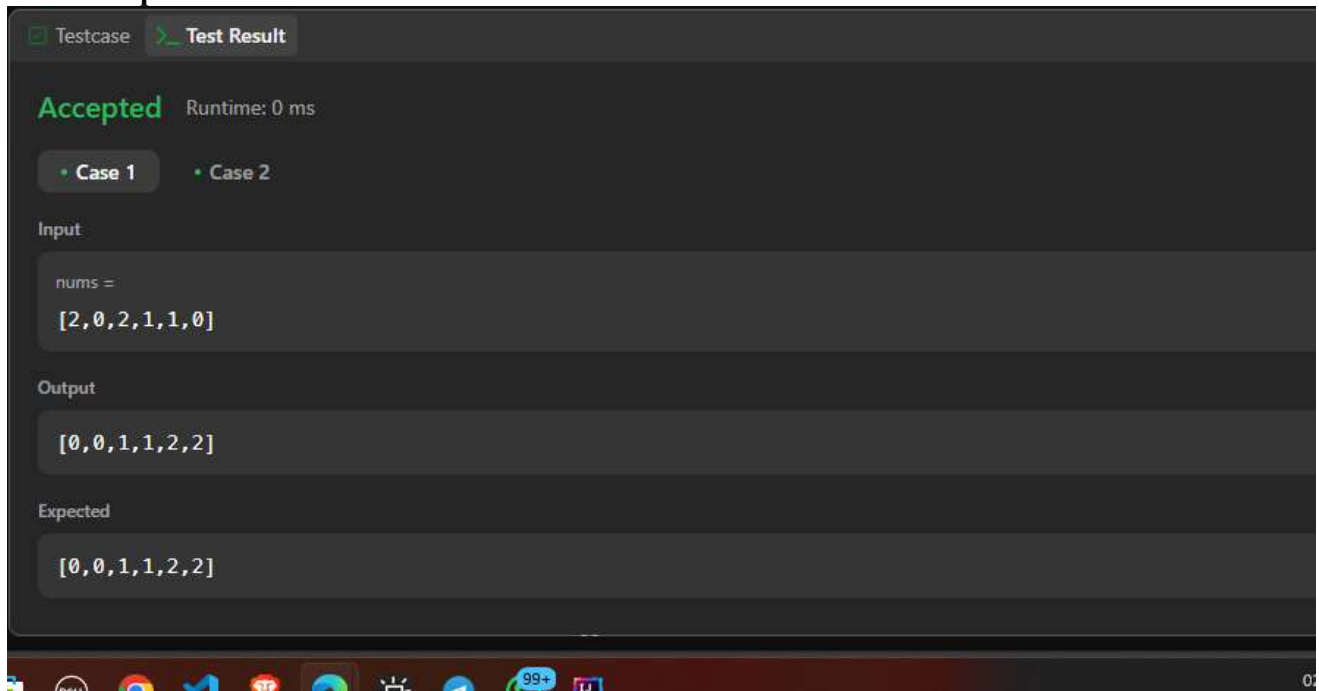 Testcase >_ Test Result
Accepted Runtime: 0 ms
• Case 1 • Case 2
Input
nums =
[2,0,2,1,1,0]
Output
[0,0,1,1,2,2]
Expected
[0,0,1,1,2,2]
99+